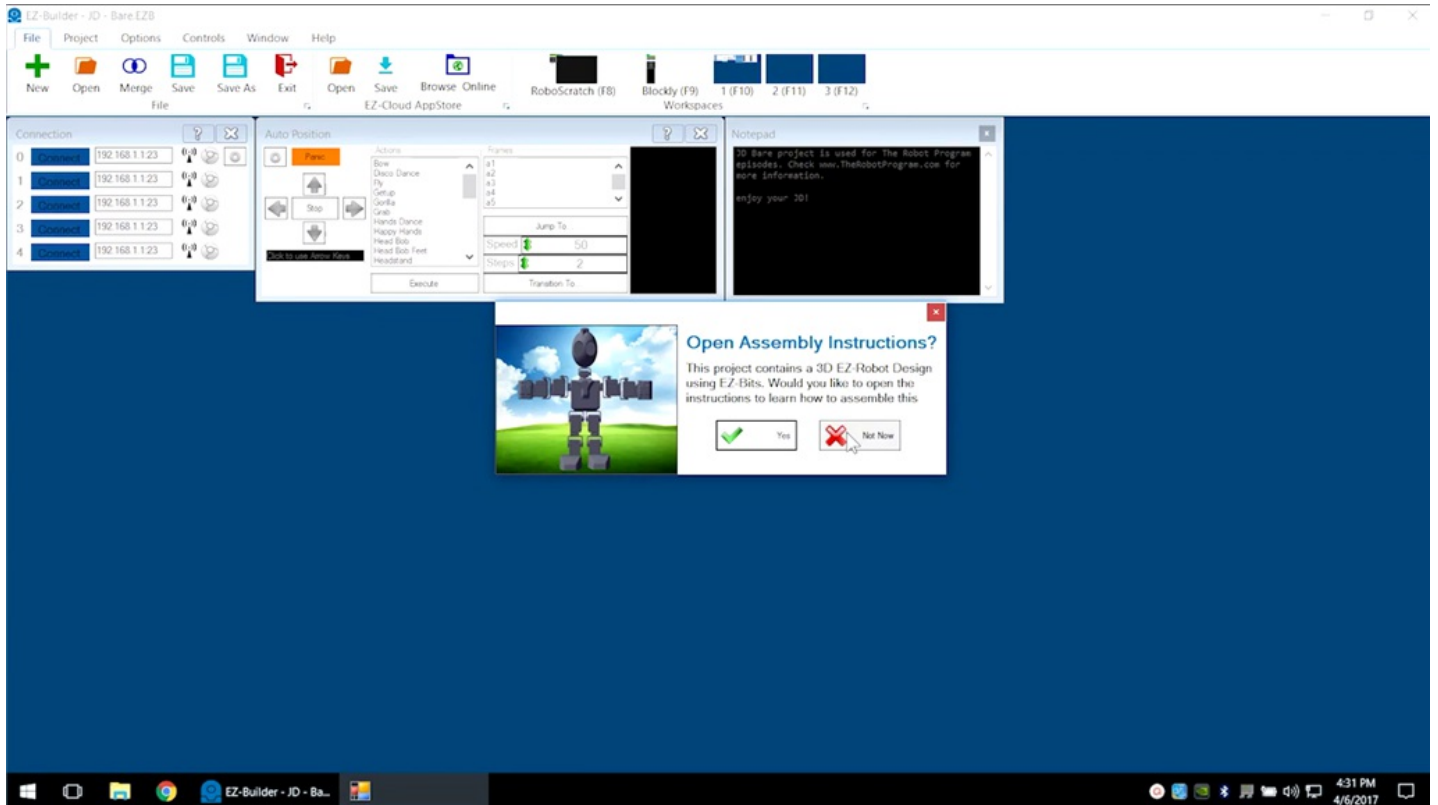 EZ-Builder - JD - Bare.EZB
File Project Options Controls Window Help
New Open Merge Save Save As Exit Open Save Browse Online RoboScratch (F8) Blockly (F9) 1 (F10) 2 (F11) 3 (F12)
File EZ-Cloud AppStore Workspaces
Connection
0 Connect 192.168.1.1:23
1 Connect 192.168.1.1:23
2 Connect 192.168.1.1:23
3 Connect 192.168.1.1:23
4 Connect 192.168.1.1:23
Auto Position
Panic
Stop
Click to use Arrow Keys
Actions
Bow
Disco Dance
Fly
Getup
Gorilla
Grab
Hands Dance
Happy Hands
Head Bob
Head Bob Feet
Headstand
Execute
Frames
a1
a2
a3
a4
a5
Jump To
Speed 50
Steps 2
Transition To...
Notepad
JD Bare project is used for The Robot Program
episodes. Check www.TheRobotProgram.com for
more information.
enjoy your JD!
Open Assembly Instructions?
This project contains a 3D EZ-Robot Design
using EZ-Bits. Would you like to open the
instructions to learn how to assemble this
Yes Not Now
EZ-Builder - JD - Ba...
4:31 PM
4/6/2017